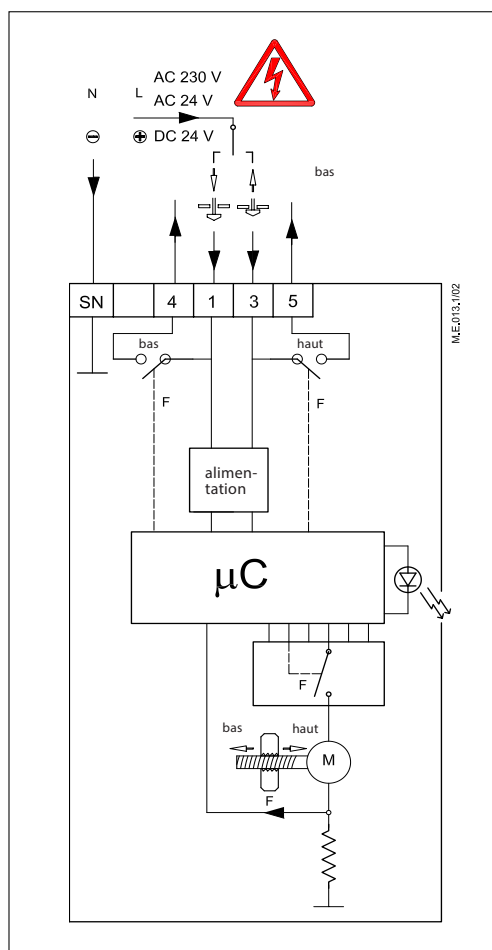 AC 230 V
N L AC 24 V
⊖ ⊕ DC 24 V
bas
SN 4 1 3 5
M.E.013.1/02
bas haut
F F
alimen-
tation
μC
F
bas haut
M
F